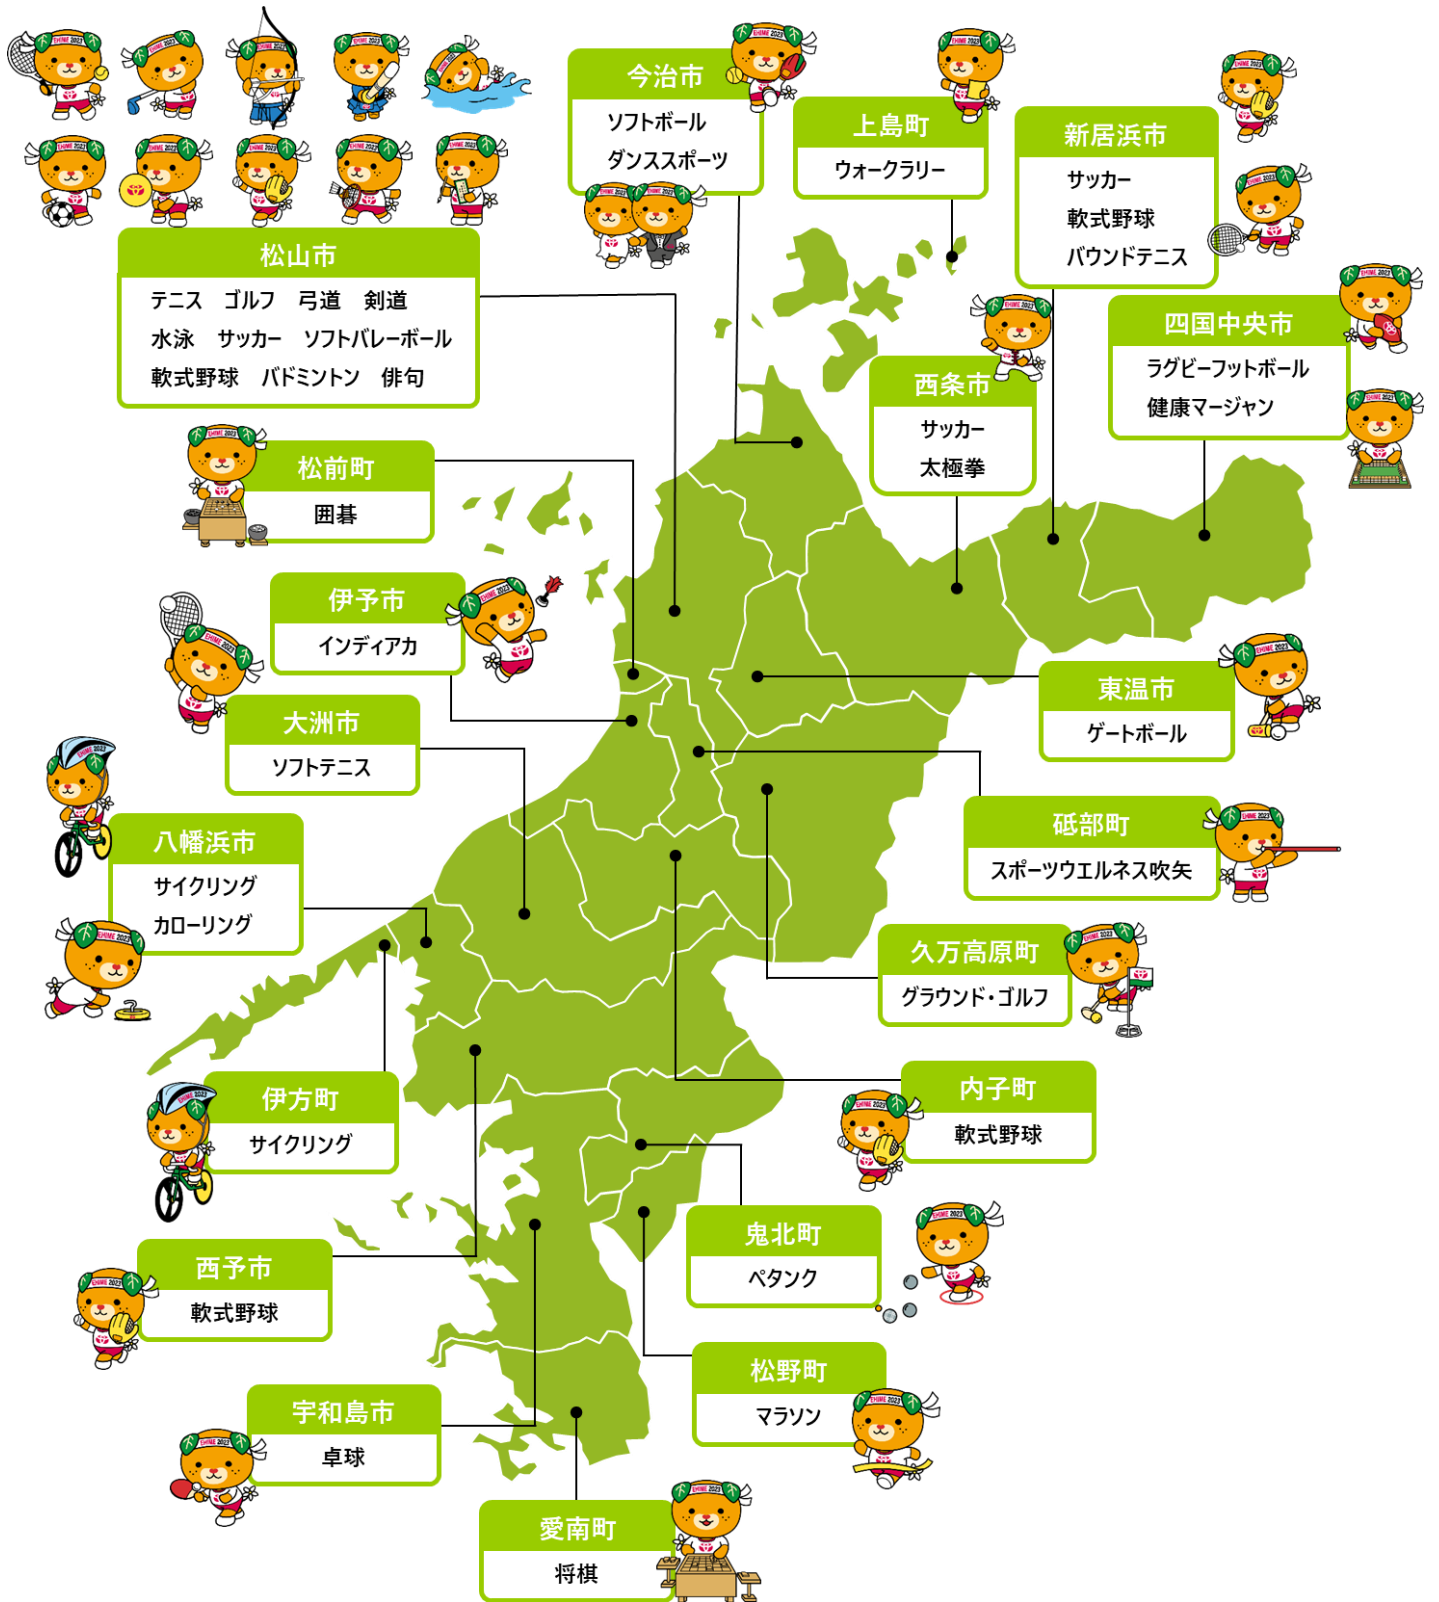 今治市
ソフトボール
ダンススポーツ
上島町
ウォークラリー
新居浜市
サッカー
軟式野球
バウンドテニス
松山市
テニス ゴルフ 弓道 剣道
水泳 サッカー ソフトバレーボール
軟式野球 バドミントン 俳句
四国中央市
ラグビーフットボール
健康マージャン
西条市
サッカー
太極拳
松前町
囲碁
伊予市
インディアカ
大洲市
ソフトテニス
東温市
ゲートボール
八幡浜市
サイクリング
カローリング
砥部町
スポーツウエルネス吹矢
久万高原町
グラウンド・ゴルフ
伊方町
サイクリング
内子町
軟式野球
鬼北町
ペタンク
西予市
軟式野球
松野町
マラソン
宇和島市
卓球
愛南町
将棋
EHIME 2023